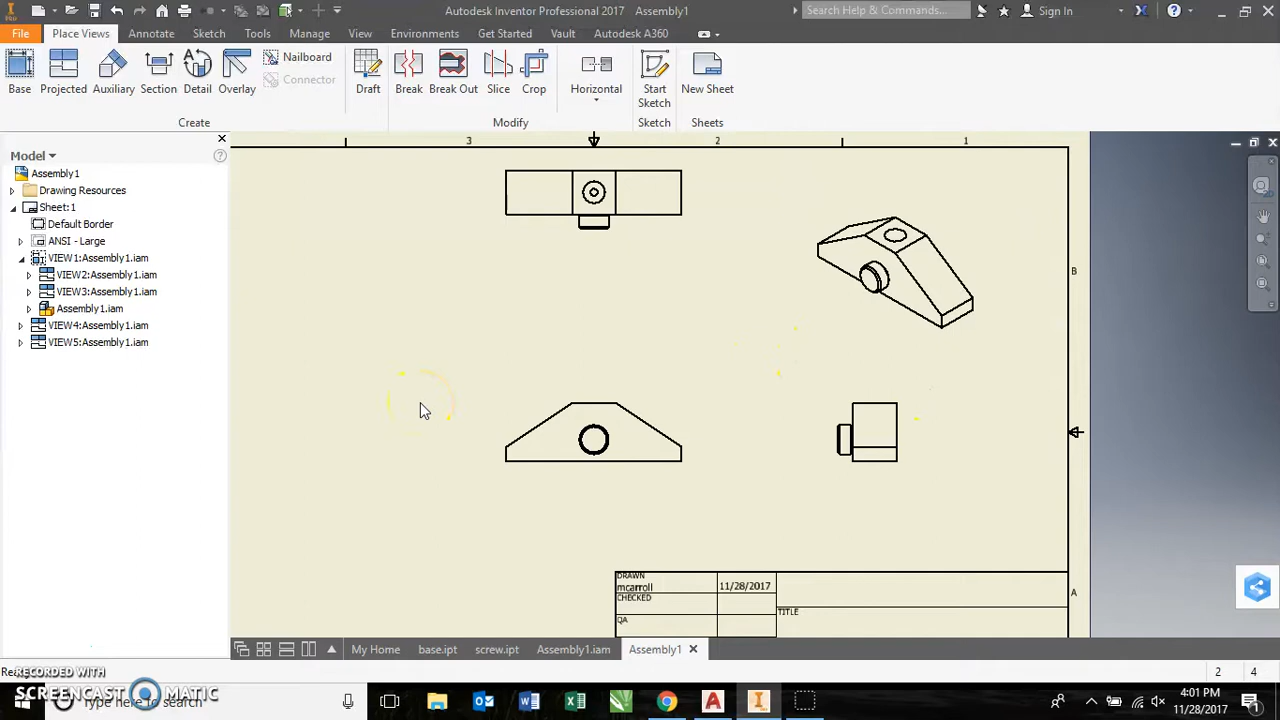 PRO
Autodesk Inventor Professional 2017 Assembly1
Search Help & Commands...
Sign In
File
Place Views
Annotate
Sketch
Tools
Manage
View
Environments
Get Started
Vault
Autodesk A360
Base
Projected
Auxiliary
Section
Detail
Overlay
Nailboard
Connector
Draft
Break
Break Out
Slice
Crop
Horizontal
Start
Sketch
New Sheet
Create
Modify
Sketch
Sheets
Model
Assembly1
Drawing Resources
Sheet:1
Default Border
ANSI - Large
VIEW1:Assembly1.iam
VIEW2:Assembly1.iam
VIEW3:Assembly1.iam
Assembly1.iam
VIEW4:Assembly1.iam
VIEW5:Assembly1.iam
3
2
1
B
A
DRAWN
mcarroll
11/28/2017
CHECKED
QA
TITLE
My Home
base.ipt
screw.ipt
Assembly1.iam
Assembly1
2
4
RECORDED WITH
SCREENCAST MATIC
Type here to search
4:01 PM
11/28/2017